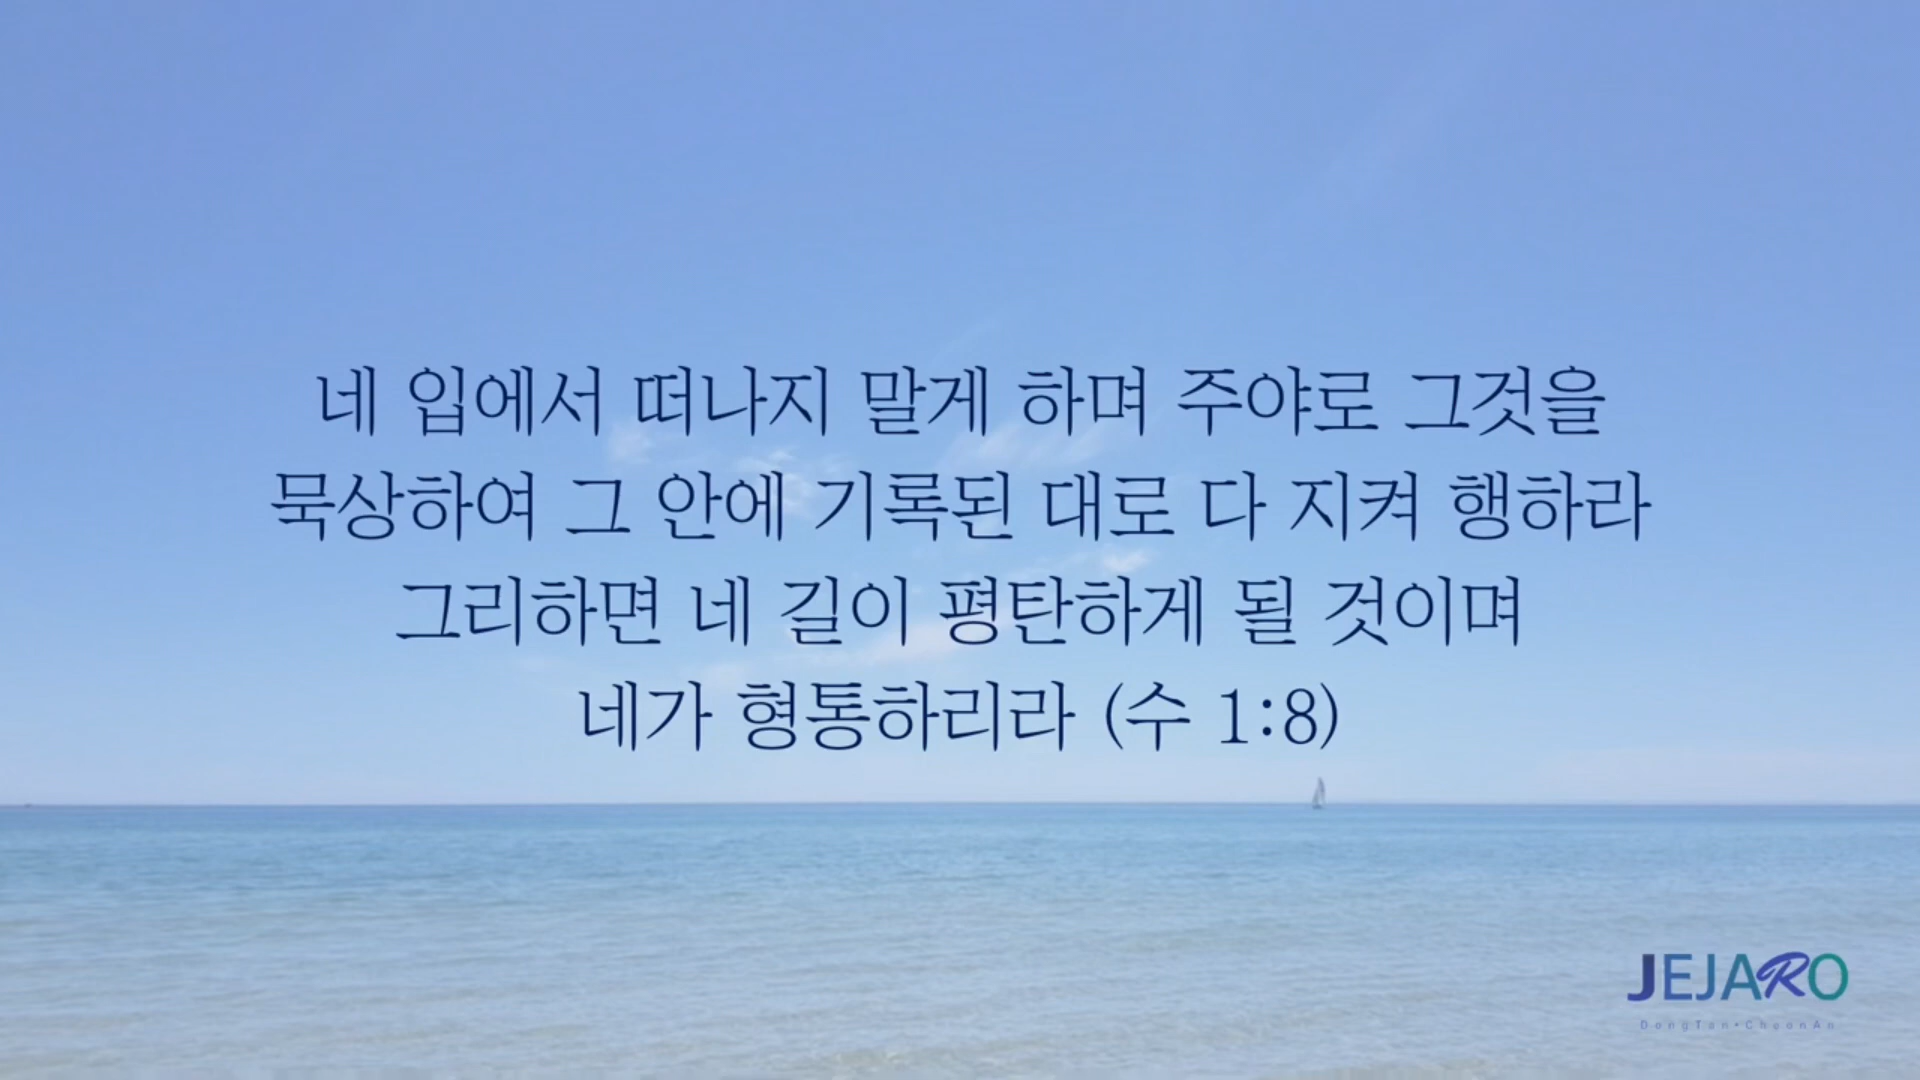 네 입에서 떠나지 말게 하며 주야로 그것을
묵상하여 그 안에 기록된 대로 다 지켜 행하라
그리하면 네 길이 평탄하게 될 것이며
네가 형통하리라 (수 1:8)
JEJARO
DongTan•CheonAn